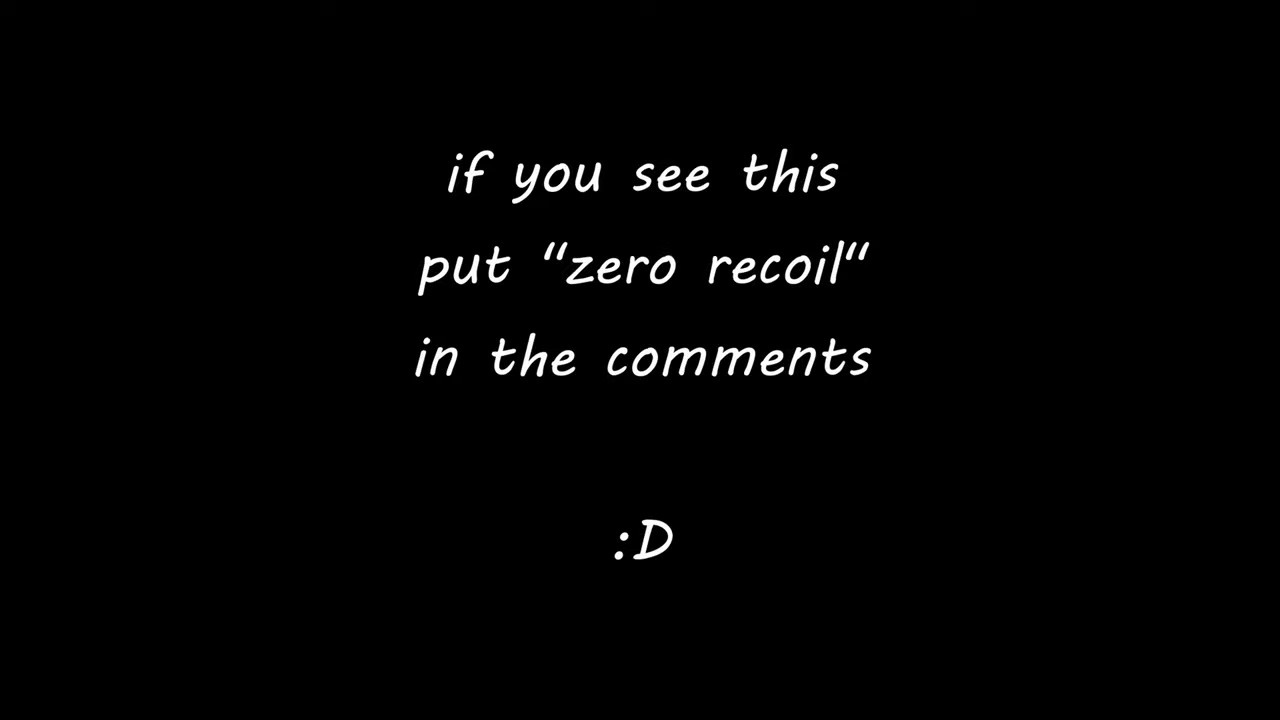 if you see this
put “zero recoil“
in the comments
:D